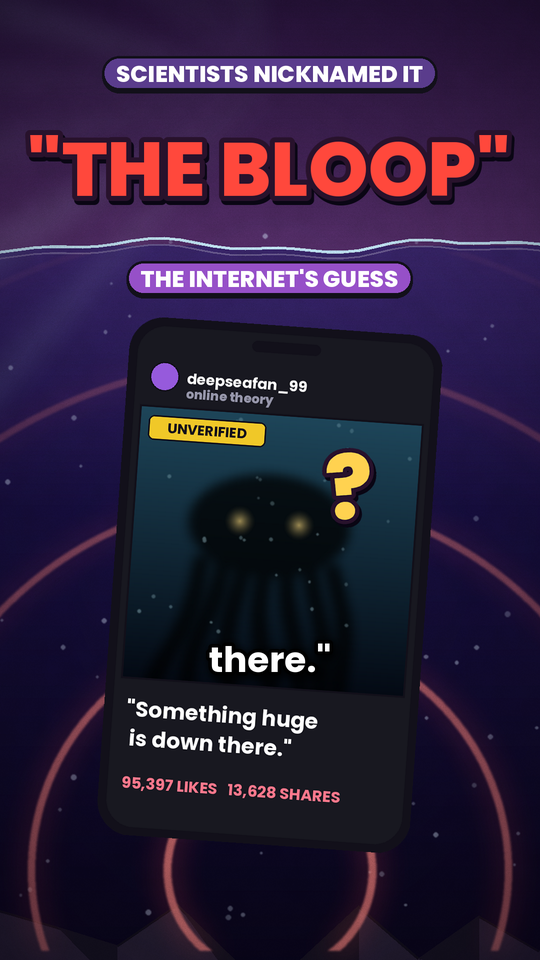 SCIENTISTS NICKNAMED IT
"THE BLOOP"
THE INTERNET'S GUESS
deepseafan_99
online theory
UNVERIFIED
?
there."
"Something huge
is down there."
95,397 LIKES 13,628 SHARES